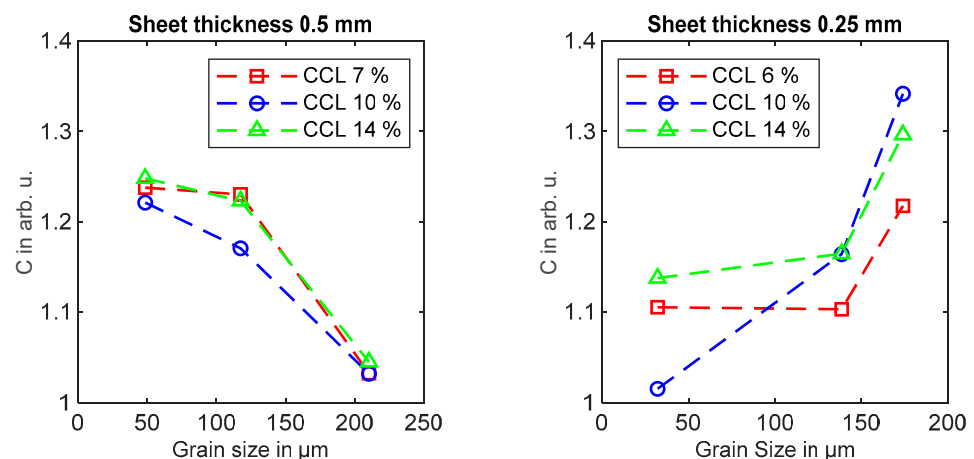 Sheet thickness 0.5 mm
1.4
1.3
1.2
1.1
1
C in arb. u.
CCL 7 %
CCL 10 %
CCL 14 %
0 50 100 150 200 250
Grain size in µm
Sheet thickness 0.25 mm
1.4
1.3
1.2
1.1
1
C in arb. u.
CCL 6 %
CCL 10 %
CCL 14 %
0 50 100 150 200
Grain Size in µm